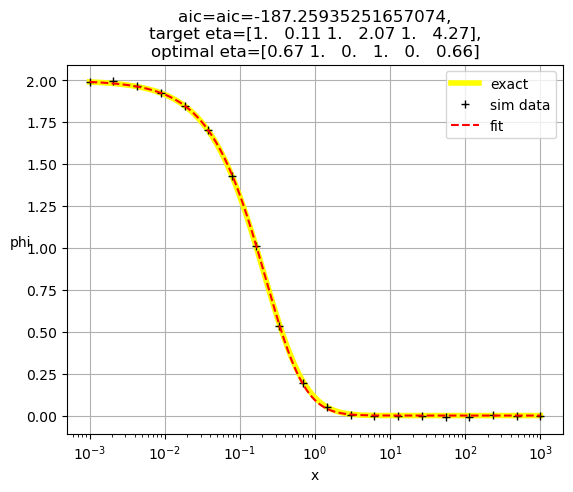 aic=aic=-187.25935251657074,
target eta=[1.   0.11 1.   2.07 1.   4.27],
optimal eta=[0.67 1.   0.   1.   0.   0.66]
exact
sim data
fit
2.00
1.75
1.50
1.25
phi
1.00
0.75
0.50
0.25
0.00
10⁻³ 10⁻² 10⁻¹ 10⁰ 10¹ 10² 10³
x